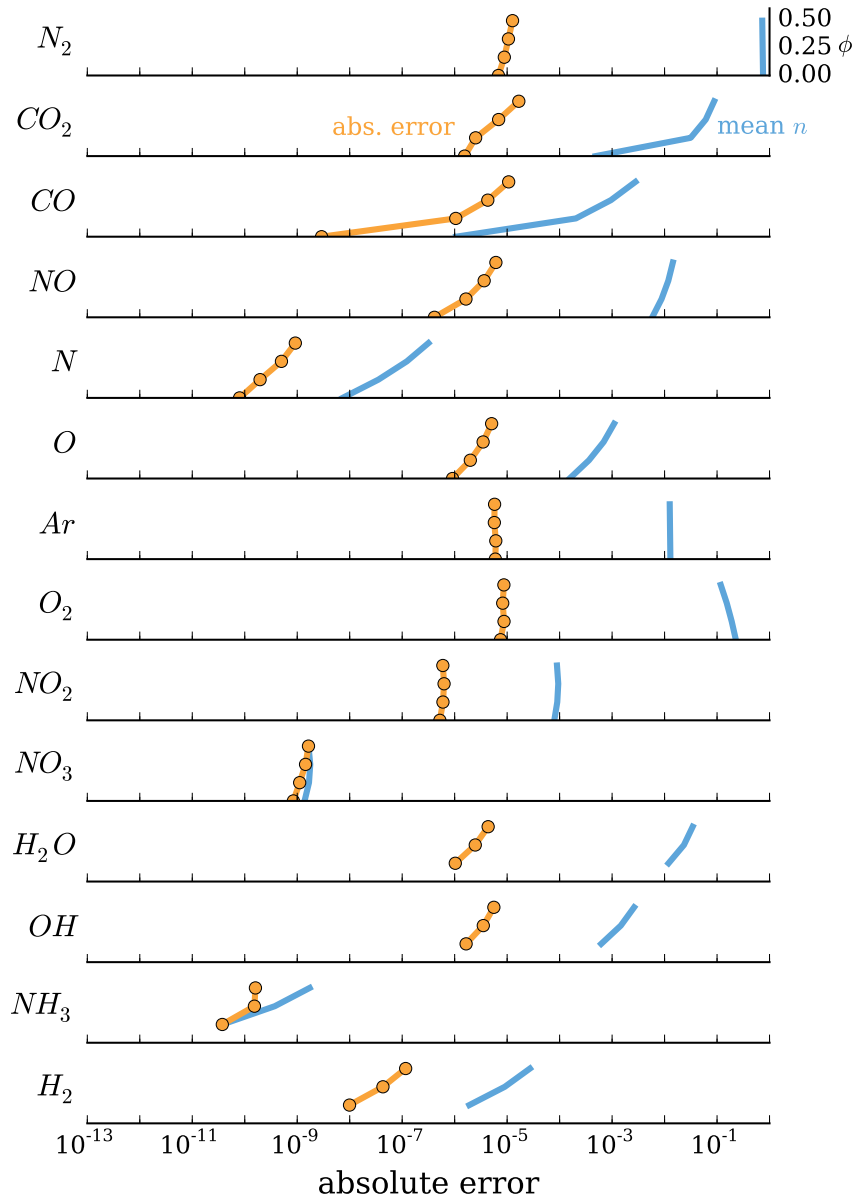 N₂
0.50
0.25 ϕ
0.00
CO₂
abs. error
mean n
CO
NO
N
O
Ar
O₂
NO₂
NO₃
H₂O
OH
NH₃
H₂
10⁻¹³ 10⁻¹¹ 10⁻⁹ 10⁻⁷ 10⁻⁵ 10⁻³ 10⁻¹
absolute error